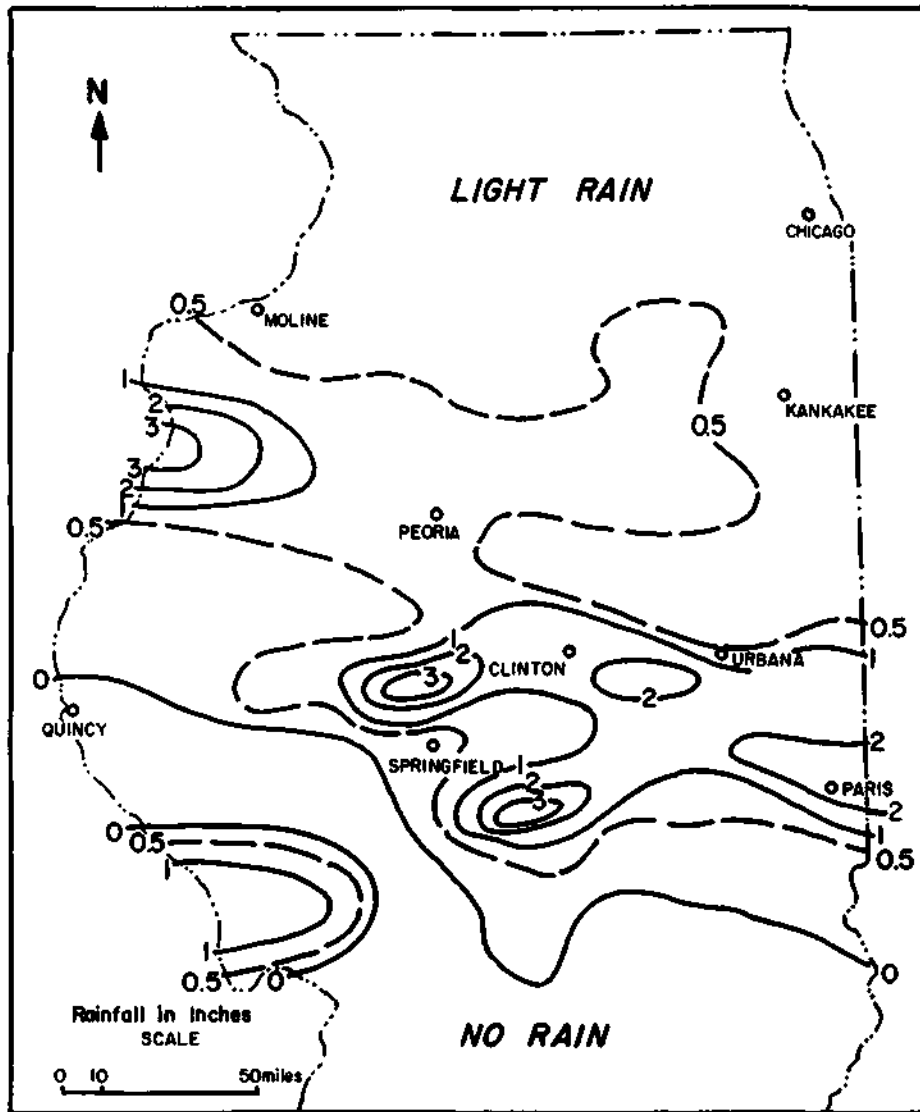 N
LIGHT RAIN
CHICAGO
0.5
MOLINE
1
2
3
KANKAKEE
0.5
3
2
1
0.5
PEORIA
0.5
1
1
2
3
CLINTON
URBANA
2
0
QUINCY
SPRINGFIELD
2
1
2
3
PARIS
2
1
0.5
0
0.5
1
1
0.5
0
0
Rainfall in Inches
SCALE
NO RAIN
0 10 50miles